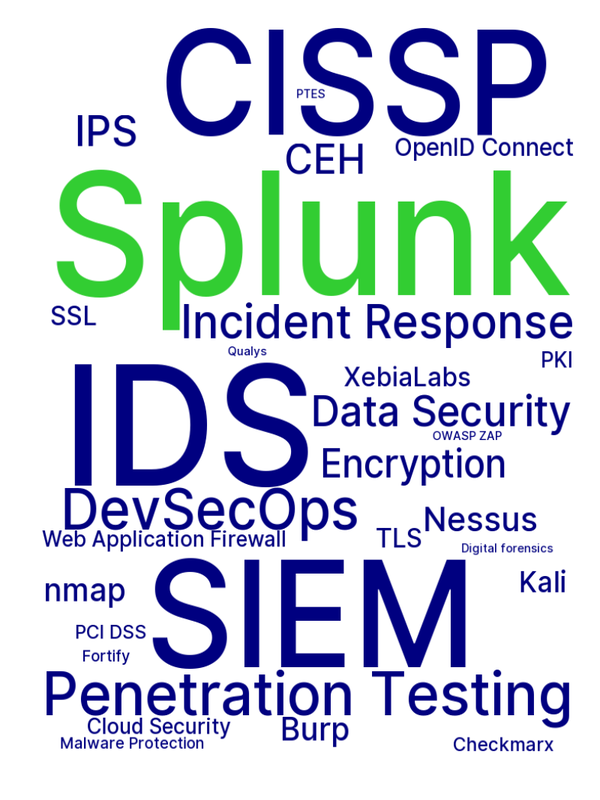 CISSP
PTES
IPS
CEH
OpenID Connect
Splunk
SSL
Incident Response
Qualys
PKI
IDS
XebiaLabs
Data Security
OWASP ZAP
Encryption
DevSecOps
Nessus
Web Application Firewall
TLS
Digital forensics
SIEM
nmap
Kali
PCI DSS
Fortify
Penetration Testing
Cloud Security
Burp
Malware Protection
Checkmarx